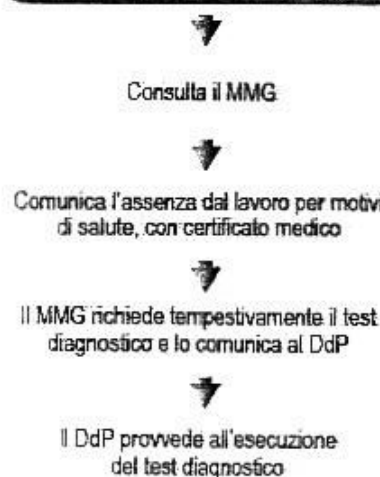 Consulta il MMG
Comunica l'assenza dal lavoro per motivi
di salute, con certificato medico
Il MMG richiede tempestivamente il test
diagnostico e lo comunica al DdP
Il DdP provvede all'esecuzione
del test diagnostico